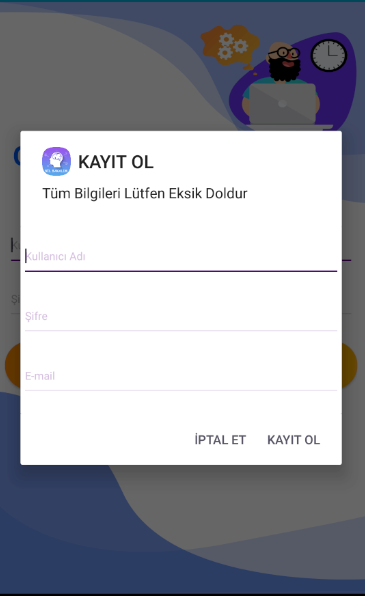 KAYIT OL
Tüm Bilgileri Lütfen Eksik Doldur
Kullanıcı Adı
Şifre
E-mail
İPTAL ET
KAYIT OL